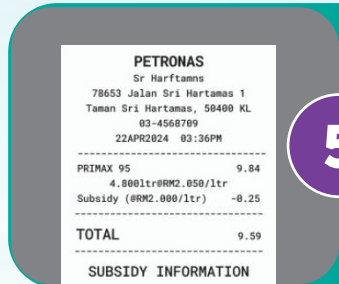 PETRONAS
Sr Harftamns
78653 Jalan Sri Hartamas 1
Taman Sri Hartamas, 50400 KL
03-4568709
22APR2024 03:36PM
PRIMAX 95 9.84
4.800ltr@RM2.050/ltr
Subsidy (@RM2.000/ltr) -0.25
TOTAL 9.59
SUBSIDY INFORMATION
5